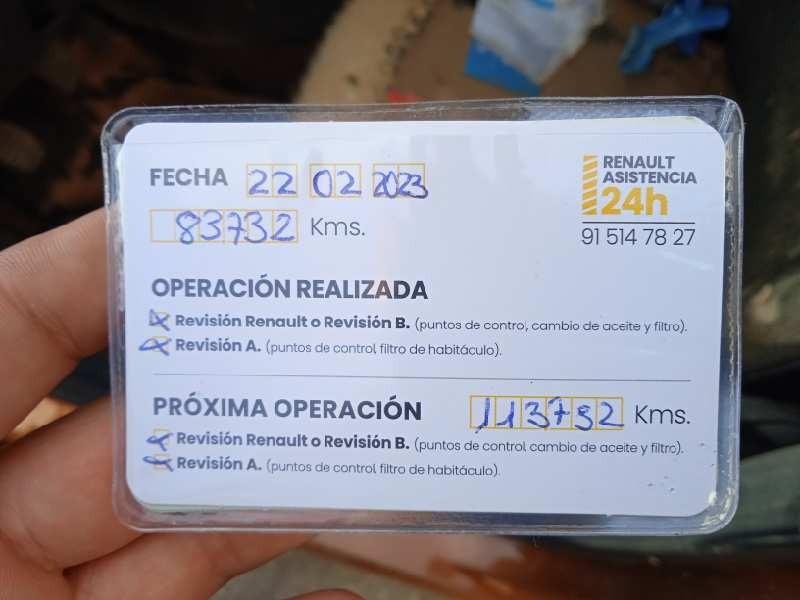 FECHA 22 02 2023
83732 Kms.
RENAULT
ASISTENCIA
24h
91 514 78 27
OPERACIÓN REALIZADA
Revisión Renault o Revisión B. (puntos de contro, cambio de aceite y filtro).
Revisión A. (puntos de control filtro de habitáculo).
PRÓXIMA OPERACIÓN 113732 Kms.
Revisión Renault o Revisión B. (puntos de control cambio de aceite y filtro).
Revisión A. (puntos de control filtro de habitáculo).